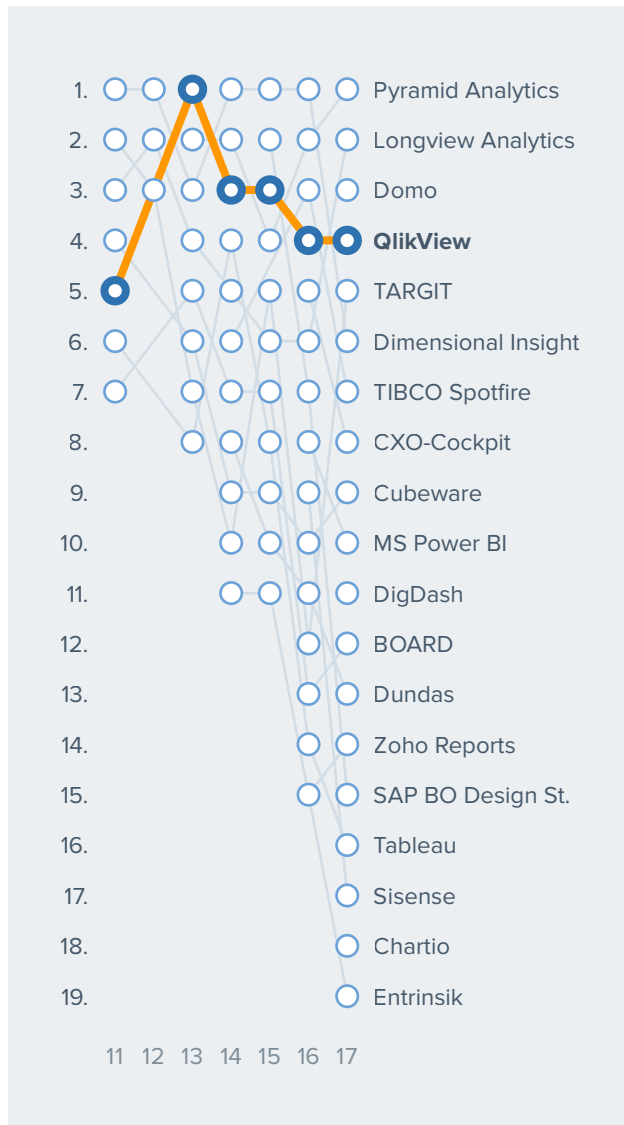 1. Pyramid Analytics
2. Longview Analytics
3. Domo
4. QlikView
5. TARGIT
6. Dimensional Insight
7. TIBCO Spotfire
8. CXO-Cockpit
9. Cubeware
10. MS Power BI
11. DigDash
12. BOARD
13. Dundas
14. Zoho Reports
15. SAP BO Design St.
16. Tableau
17. Sisense
18. Chartio
19. Entrinsik
11 12 13 14 15 16 17